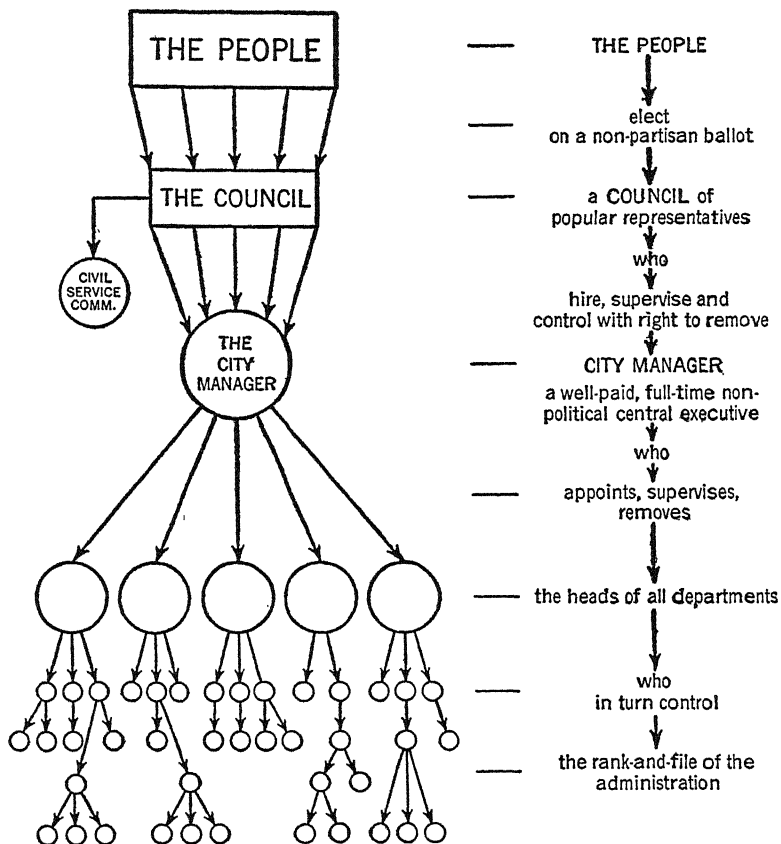 THE PEOPLE
THE COUNCIL
CIVIL
SERVICE
COMM.
THE
CITY
MANAGER
THE PEOPLE
elect
on a non-partisan ballot
a COUNCIL of
popular representatives
who
hire, supervise and
control with right to remove
CITY MANAGER
a well-paid, full-time non-
political central executive
who
appoints, supervises,
removes
the heads of all departments
who
in turn control
the rank-and-file of the
administration